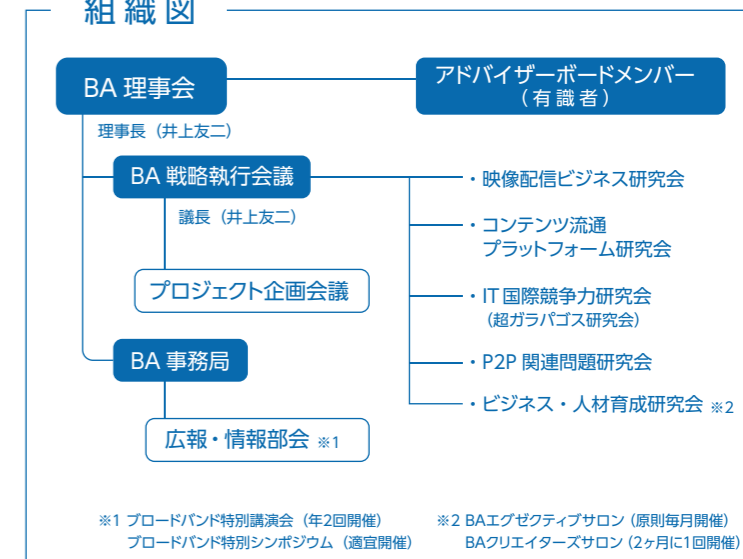 組織図
BA 理事会
アドバイザーボードメンバー
（有識者）
理事長（井上友二）
BA 戦略執行会議
議長（井上友二）
プロジェクト企画会議
BA 事務局
広報・情報部会 ※1
・映像配信ビジネス研究会
・コンテンツ流通
プラットフォーム研究会
・IT 国際競争力研究会
（超ガラパゴス研究会）
・P2P 関連問題研究会
・ビジネス・人材育成研究会 ※2
※1 ブロードバンド特別講演会（年2回開催）
ブロードバンド特別シンポジウム（適宜開催）
※2 BAエグゼクティブサロン（原則毎月開催）
BAクリエイターズサロン（2ヶ月に1回開催）